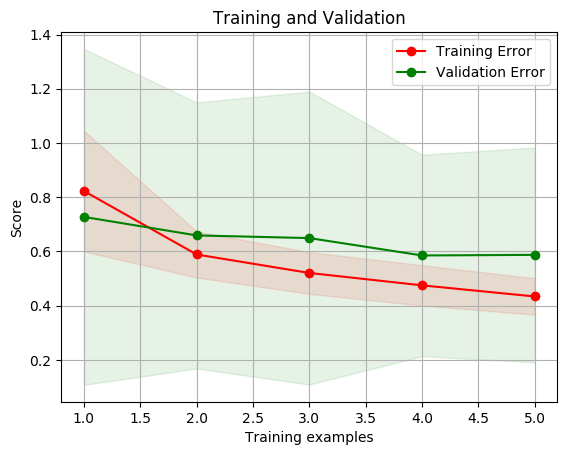 Training and Validation
1.4
1.2
1.0
0.8
0.6
0.4
0.2
Score
Training Error
Validation Error
1.0 1.5 2.0 2.5 3.0 3.5 4.0 4.5 5.0
Training examples